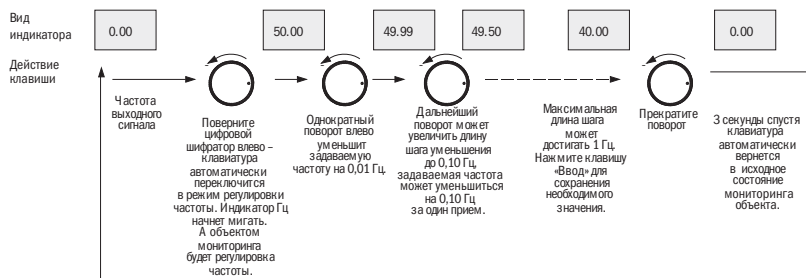 Вид
индикатора
0.00
50.00
49.99
49.50
40.00
0.00
Действие
клавиши
Частота
выходного
сигнала
Поверните
цифровой
шифратор влево –
клавиатура
автоматически
переключится
в режим регулировки
частоты. Индикатор Гц
начнет мигать.
А объектом
мониторинга
будет регулировка
частоты.
Однократный
поворот влево
уменьшит
задаваемую
частоту на 0,01 Гц.
Дальнейший
поворот может
увеличить длину
шага уменьшения
до 0,10 Гц,
задаваемая частота
может уменьшиться
на 0,10 Гц
за один прием.
Максимальная
длина шага
может
достигать 1 Гц.
Нажмите клавишу
«Ввод» для
сохранения
необходимого
значения.
Прекратите
поворот
3 секунды спустя
клавиатура
автоматически
вернется
в исходное
состояние
мониторинга
объекта.